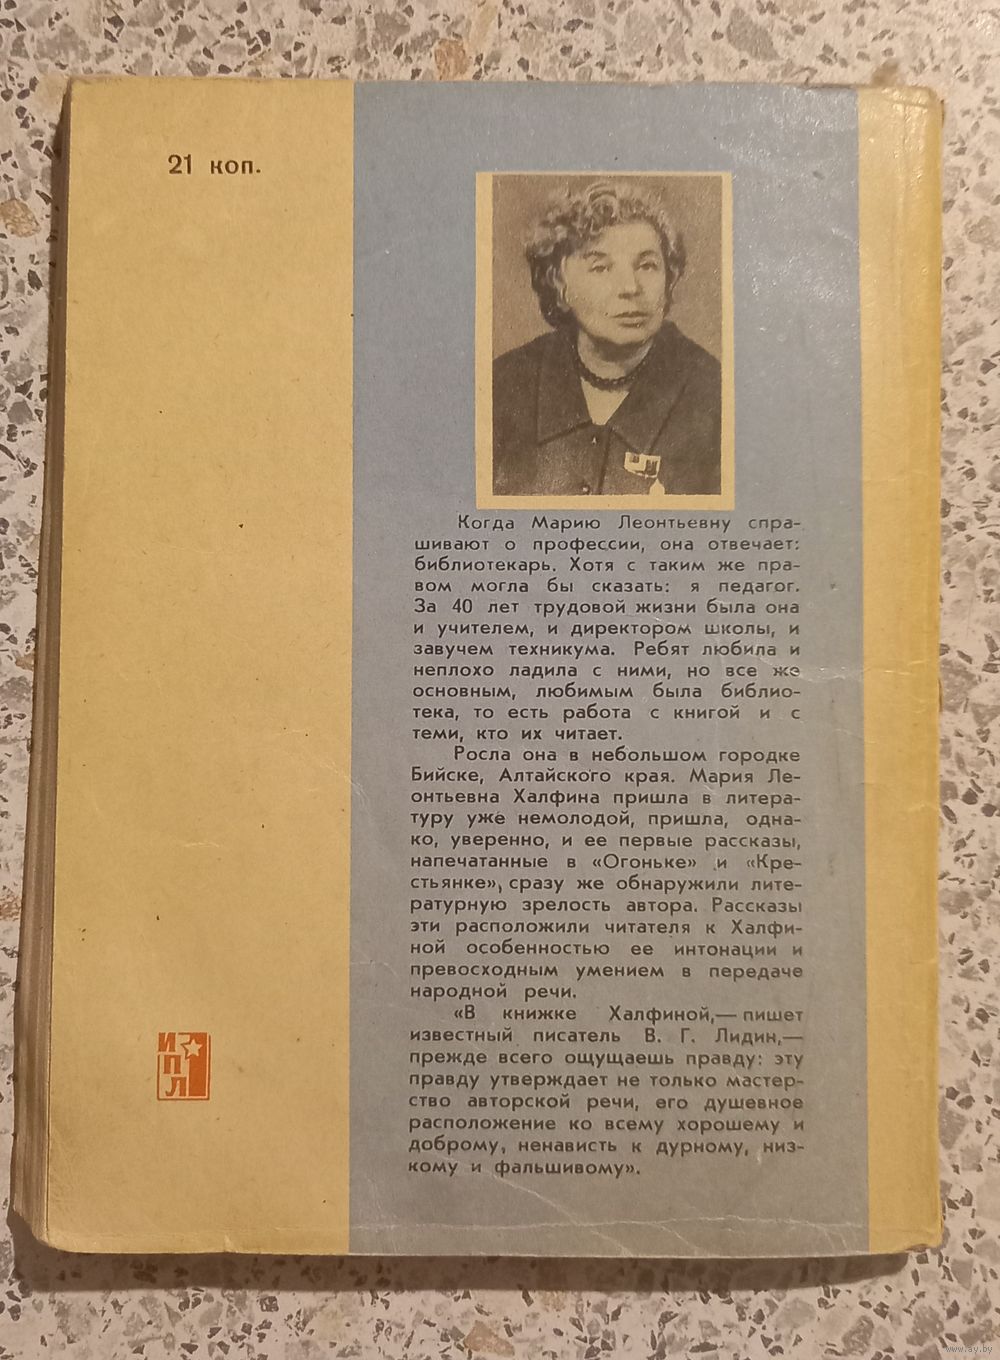 21 коп.
Когда Марию Леонтьевну спра-
шивают о профессии, она отвечает:
библиотекарь. Хотя с таким же пра-
вом могла бы сказать: я педагог.
За 40 лет трудовой жизни была она
и учителем, и директором школы, и
завучем техникума. Ребят любила и
неплохо ладила с ними, но все же
основным, любимым была библио-
тека, то есть работа с книгой и с
теми, кто их читает.
Росла она в небольшом городке
Бийске, Алтайского края. Мария Ле-
онтьевна Халфина пришла в литера-
туру уже немолодой, пришла, одна-
ко, уверенно, и ее первые рассказы,
напечатанные в «Огоньке» и «Кре-
стьянке», сразу же обнаружили лите-
ратурную зрелость автора. Рассказы
эти расположили читателя к Халфи-
ной особенностью ее интонации и
превосходным умением в передаче
народной речи.
«В книжке Халфиной,— пишет
известный писатель В. Г. Лидин,—
прежде всего ощущаешь правду: эту
правду утверждает не только мастер-
ство авторской речи, его душевное
расположение ко всему хорошему и
доброму, ненависть к дурному, низ-
кому и фальшивому».
И
П
Л
www.ay.by